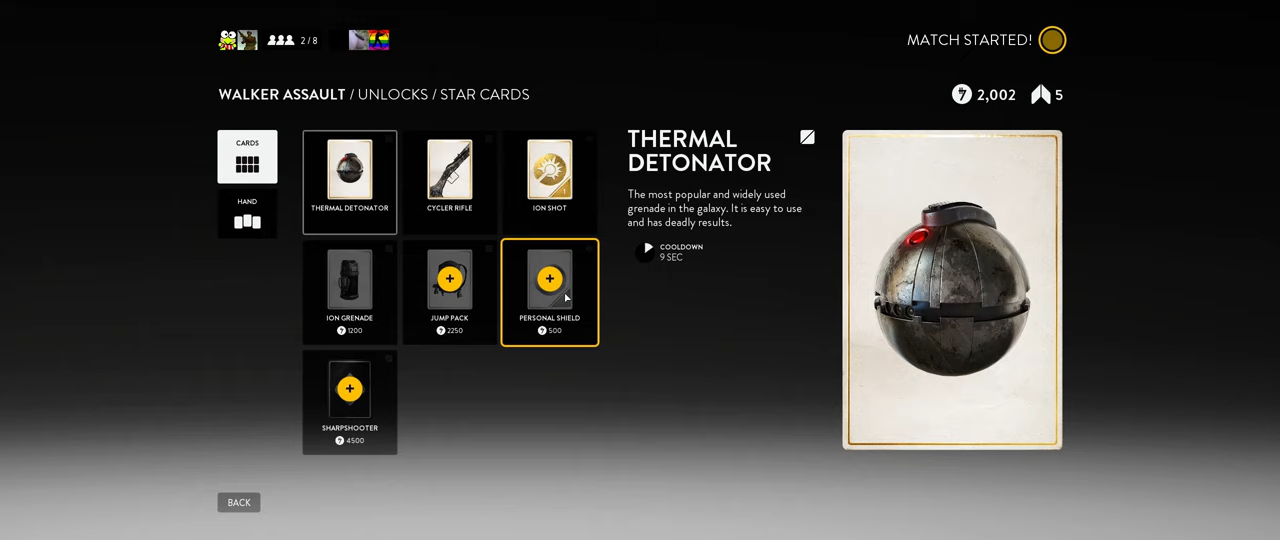 2 / 8
MATCH STARTED!
WALKER ASSAULT / UNLOCKS / STAR CARDS
2,002
5
CARDS
HAND
THERMAL DETONATOR
CYCLER RIFLE
1
ION SHOT
ION GRENADE
1200
JUMP PACK
2250
PERSONAL SHIELD
500
SHARPSHOOTER
4500
THERMAL
DETONATOR
The most popular and widely used
grenade in the galaxy. It is easy to use
and has deadly results.
COOLDOWN
9 SEC
BACK